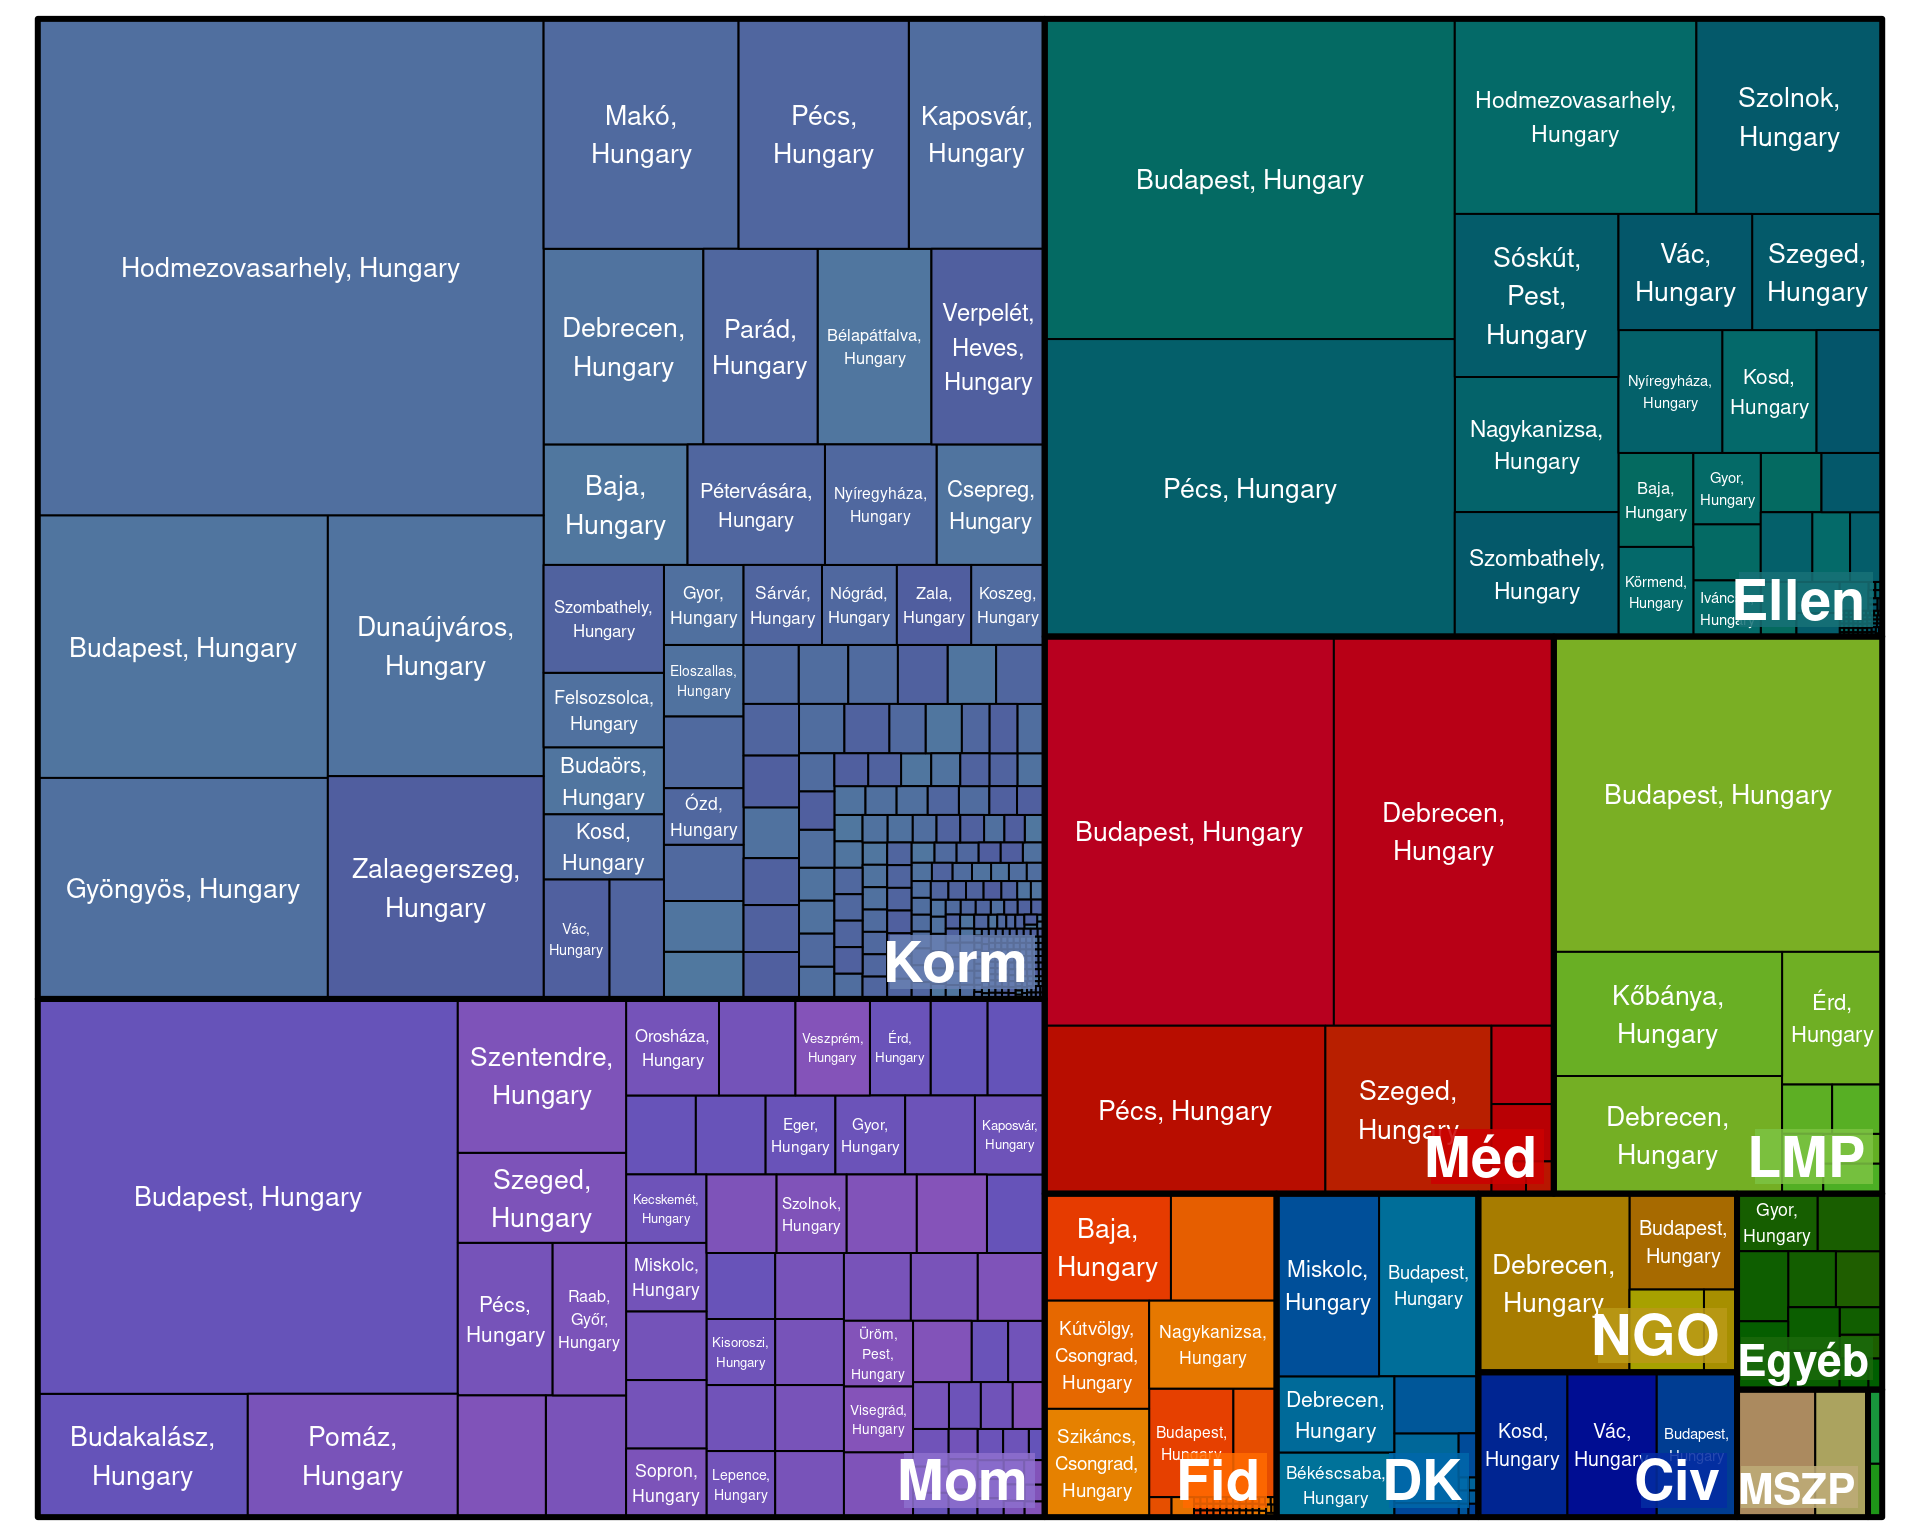 Hodmezovasarhely, Hungary
Makó,
Hungary
Pécs,
Hungary
Kaposvár,
Hungary
Debrecen,
Hungary
Parád,
Hungary
Bélapátfalva,
Hungary
Verpelét,
Heves,
Hungary
Baja,
Hungary
Pétervására,
Hungary
Nyíregyháza,
Hungary
Csepreg,
Hungary
Budapest, Hungary
Dunaújváros,
Hungary
Gyöngyös, Hungary
Zalaegerszeg,
Hungary
Szombathely,
Hungary
Gyor,
Hungary
Sárvár,
Hungary
Nógrád,
Hungary
Zala,
Hungary
Koszeg,
Hungary
Felsozsolca,
Hungary
Eloszallas,
Hungary
Budaörs,
Hungary
Kosd,
Hungary
Ózd,
Hungary
Vác,
Hungary
Korm
Budapest, Hungary
Hodmezovasarhely,
Hungary
Szolnok,
Hungary
Pécs, Hungary
Sóskút,
Pest,
Hungary
Vác,
Hungary
Szeged,
Hungary
Nagykanizsa,
Hungary
Nyíregyháza,
Hungary
Kosd,
Hungary
Szombathely,
Hungary
Baja,
Hungary
Gyor,
Hungary
Körmend,
Hungary
Ellen
Budapest, Hungary
Debrecen,
Hungary
Pécs, Hungary
Szeged,
Hungary
Méd
Budapest, Hungary
Kőbánya,
Hungary
Érd,
Hungary
Debrecen,
Hungary
LMP
Budapest, Hungary
Budakalász,
Hungary
Pomáz,
Hungary
Szentendre,
Hungary
Szeged,
Hungary
Pécs,
Hungary
Raab,
Győr,
Hungary
Orosháza,
Hungary
Veszprém,
Hungary
Érd,
Hungary
Eger,
Hungary
Gyor,
Hungary
Kaposvár,
Hungary
Kecskemét,
Hungary
Szolnok,
Hungary
Miskolc,
Hungary
Kisoroszi,
Hungary
Üröm,
Pest,
Hungary
Visegrád,
Hungary
Sopron,
Hungary
Lepence,
Hungary
Mom
Baja,
Hungary
Kútvölgy,
Csongrad,
Hungary
Nagykanizsa,
Hungary
Szikáncs,
Csongrad,
Hungary
Budapest,
Hungary
Fid
Miskolc,
Hungary
Budapest,
Hungary
Debrecen,
Hungary
Békéscsaba,
Hungary
DK
Debrecen,
Hungary
Budapest,
Hungary
NGO
Gyor,
Hungary
Egyéb
Kosd,
Hungary
Vác,
Hungary
Budapest,
Hungary
Civ
MSZP